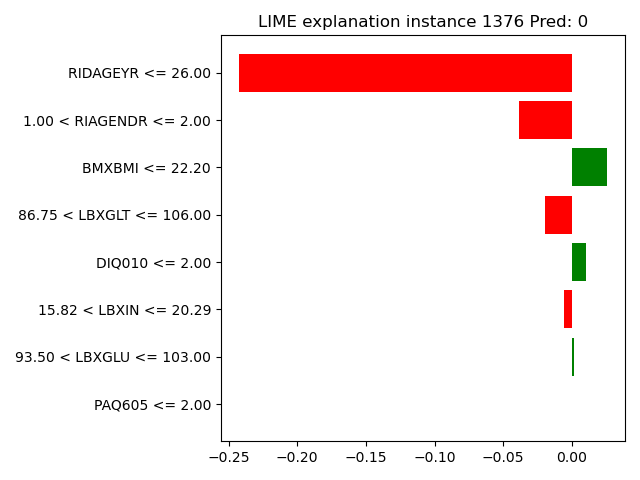 LIME explanation instance 1376 Pred: 0
RIDAGEYR <= 26.00
1.00 < RIAGENDR <= 2.00
BMXBMI <= 22.20
86.75 < LBXGLT <= 106.00
DIQ010 <= 2.00
15.82 < LBXIN <= 20.29
93.50 < LBXGLU <= 103.00
PAQ605 <= 2.00
−0.25 −0.20 −0.15 −0.10 −0.05 0.00